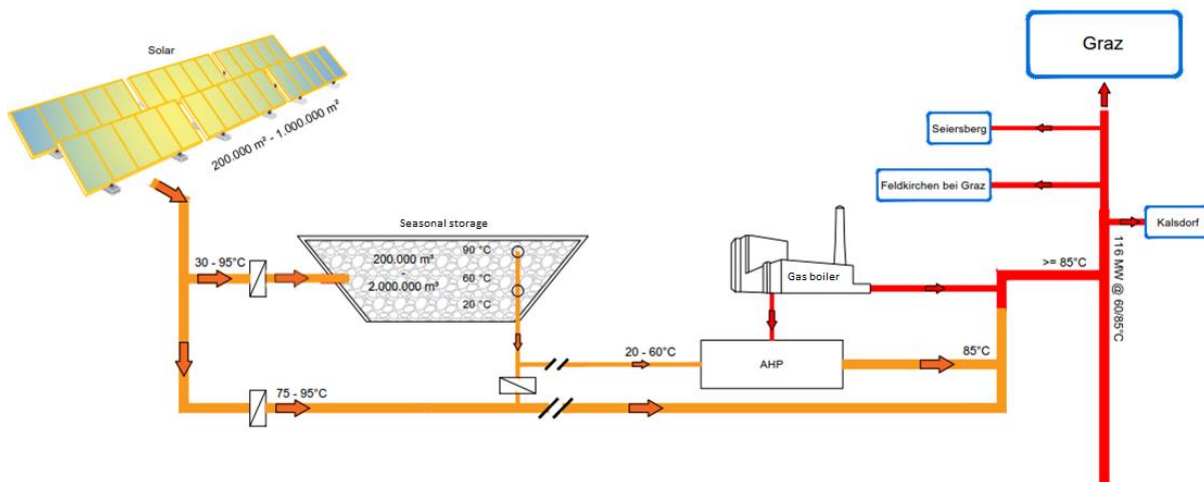 Graz
Solar
200.000 m² - 1.000.000 m²
Seiersberg
Feldkirchen bei Graz
Kalsdorf
Seasonal storage
90 °C
200.000 m³
-
2.000.000 m³
60 °C
20 °C
30 - 95°C
Gas boiler
>= 85°C
116 MW @ 60/85°C
20 - 60°C
AHP
85°C
75 - 95°C